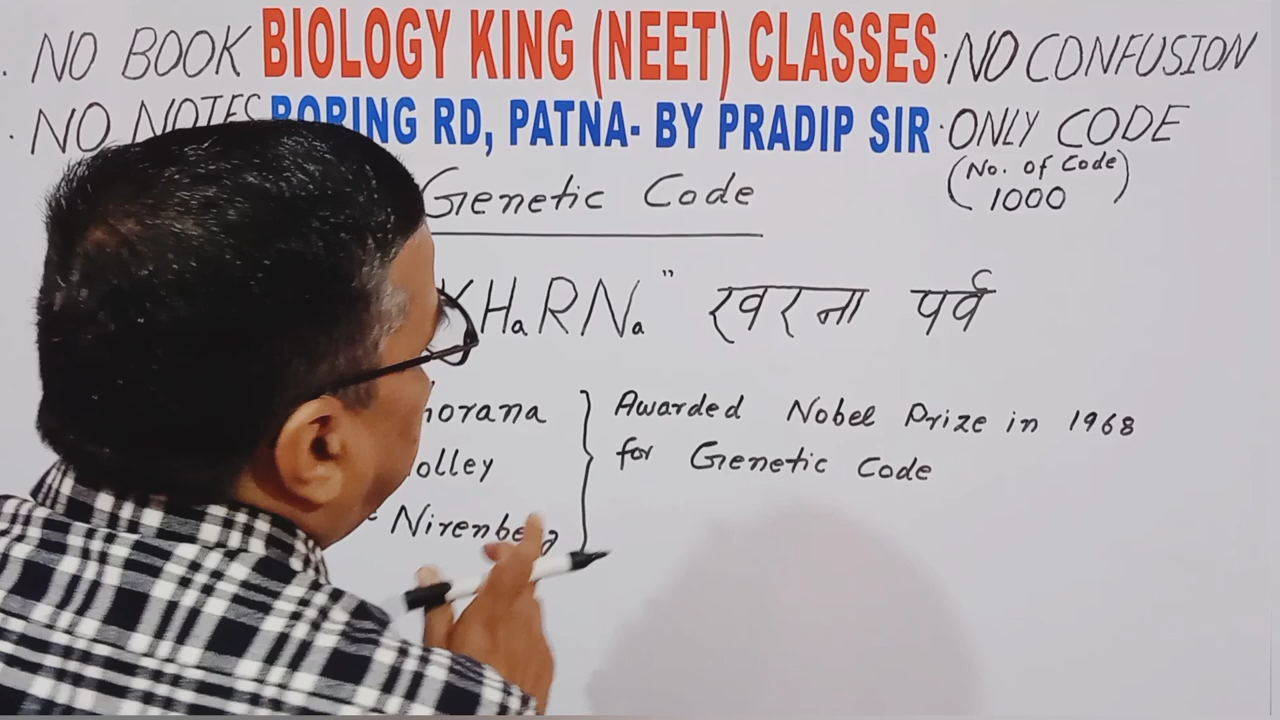 . NO BOOK BIOLOGY KING (NEET) CLASSES . NO CONFUSION
. NO NOTES BORING RD, PATNA- BY PRADIP SIR . ONLY CODE
(No. of Code)
1000
Genetic Code
KHaRNa" खरना पर्व
horana } Awarded Nobel Prize in 1968
olley for Genetic Code
Nirenberg